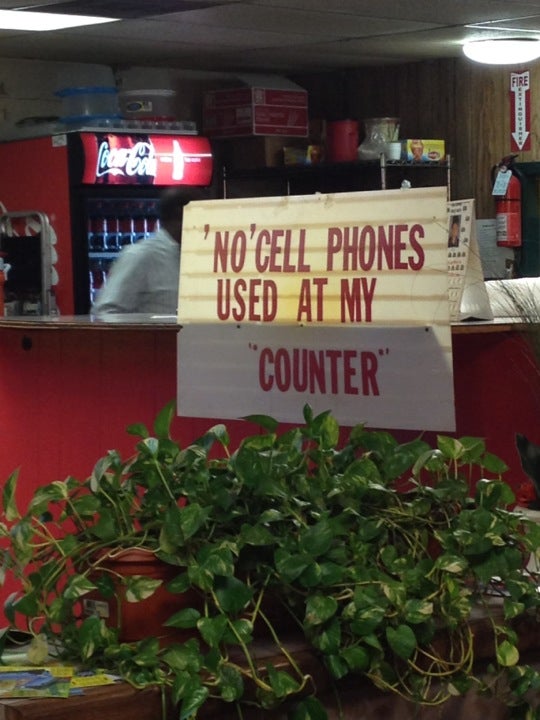 Coca-Cola
FIRE
EXTINGUISHER
'NO' CELL PHONES
USED AT MY
"COUNTER"